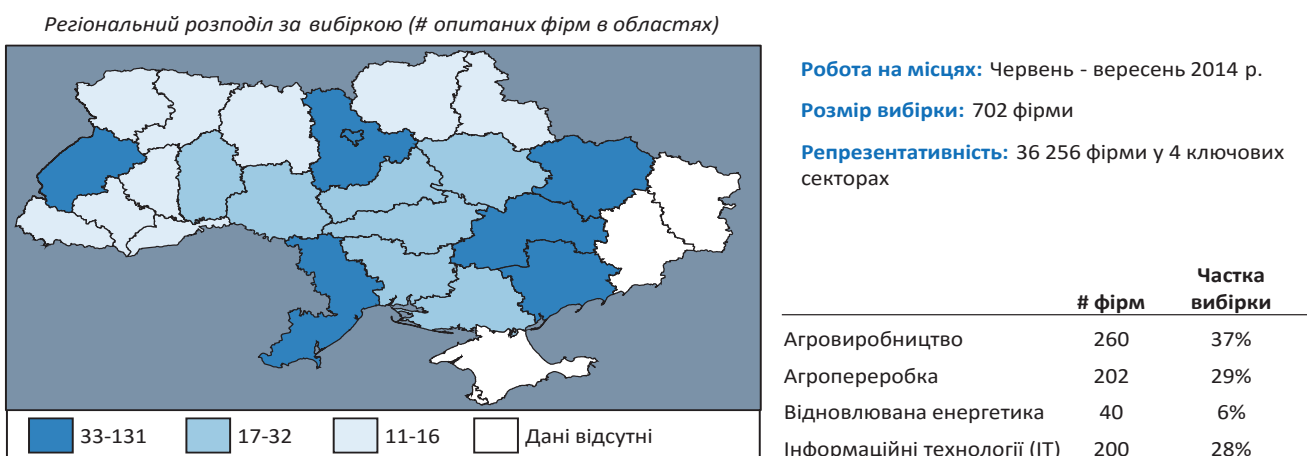 Регіональний розподіл за вибіркою (# опитаних фірм в областях)
33-131
17-32
11-16
Дані відсутні
Робота на місцях: Червень - вересень 2014 р.
Розмір вибірки: 702 фірми
Репрезентативність: 36 256 фірми у 4 ключових
секторах
# фірм Частка
вибірки
Агровиробництво 260 37%
Агропереробка 202 29%
Відновлювана енергетика 40 6%
Інформаційні технології (ІТ) 200 28%